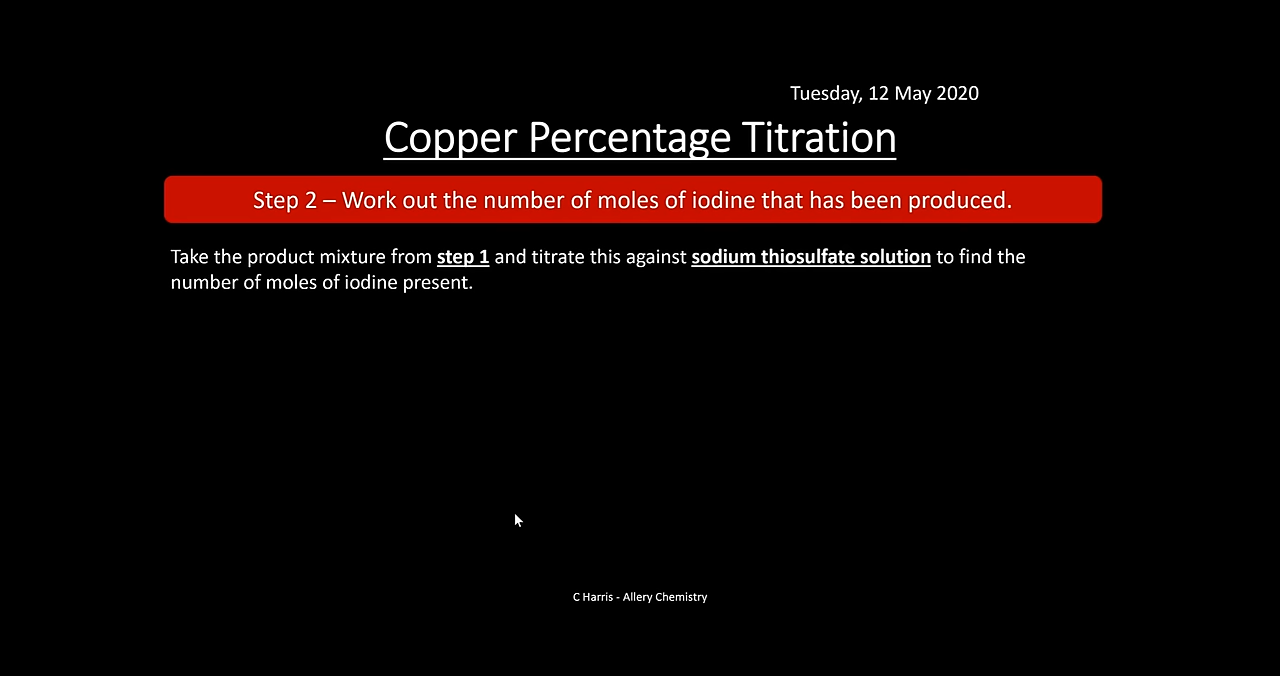 Tuesday, 12 May 2020
Copper Percentage Titration
Step 2 – Work out the number of moles of iodine that has been produced.
Take the product mixture from step 1 and titrate this against sodium thiosulfate solution to find the
number of moles of iodine present.
C Harris - Allery Chemistry